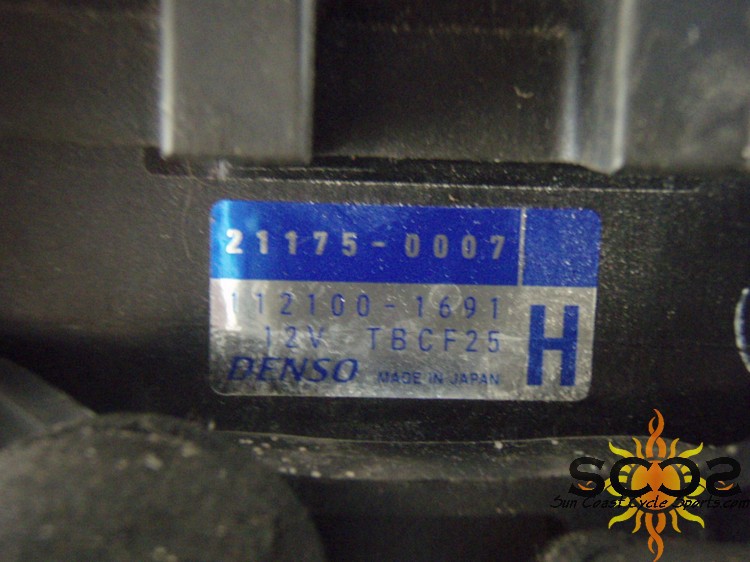 21175-0007
112100-1691
12V TBCF25
H
DENSO MADE IN JAPAN
SCCS
Sun Coast Cycle Sports.com